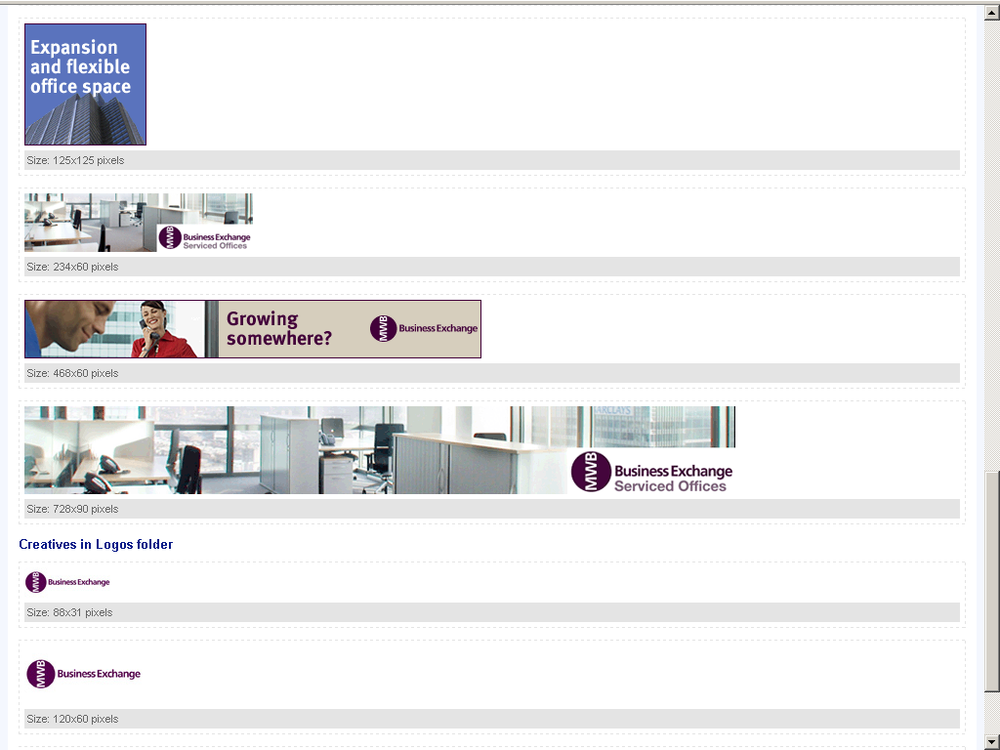 Expansion
and flexible
office space
Size: 125x125 pixels
MWB Business Exchange
Serviced Offices
Size: 234x60 pixels
Growing
somewhere?
MWB Business Exchange
Size: 468x60 pixels
BARCLAYS
MWB Business Exchange
Serviced Offices
Size: 728x90 pixels
Creatives in Logos folder
MWB Business Exchange
Size: 88x31 pixels
MWB Business Exchange
Size: 120x60 pixels